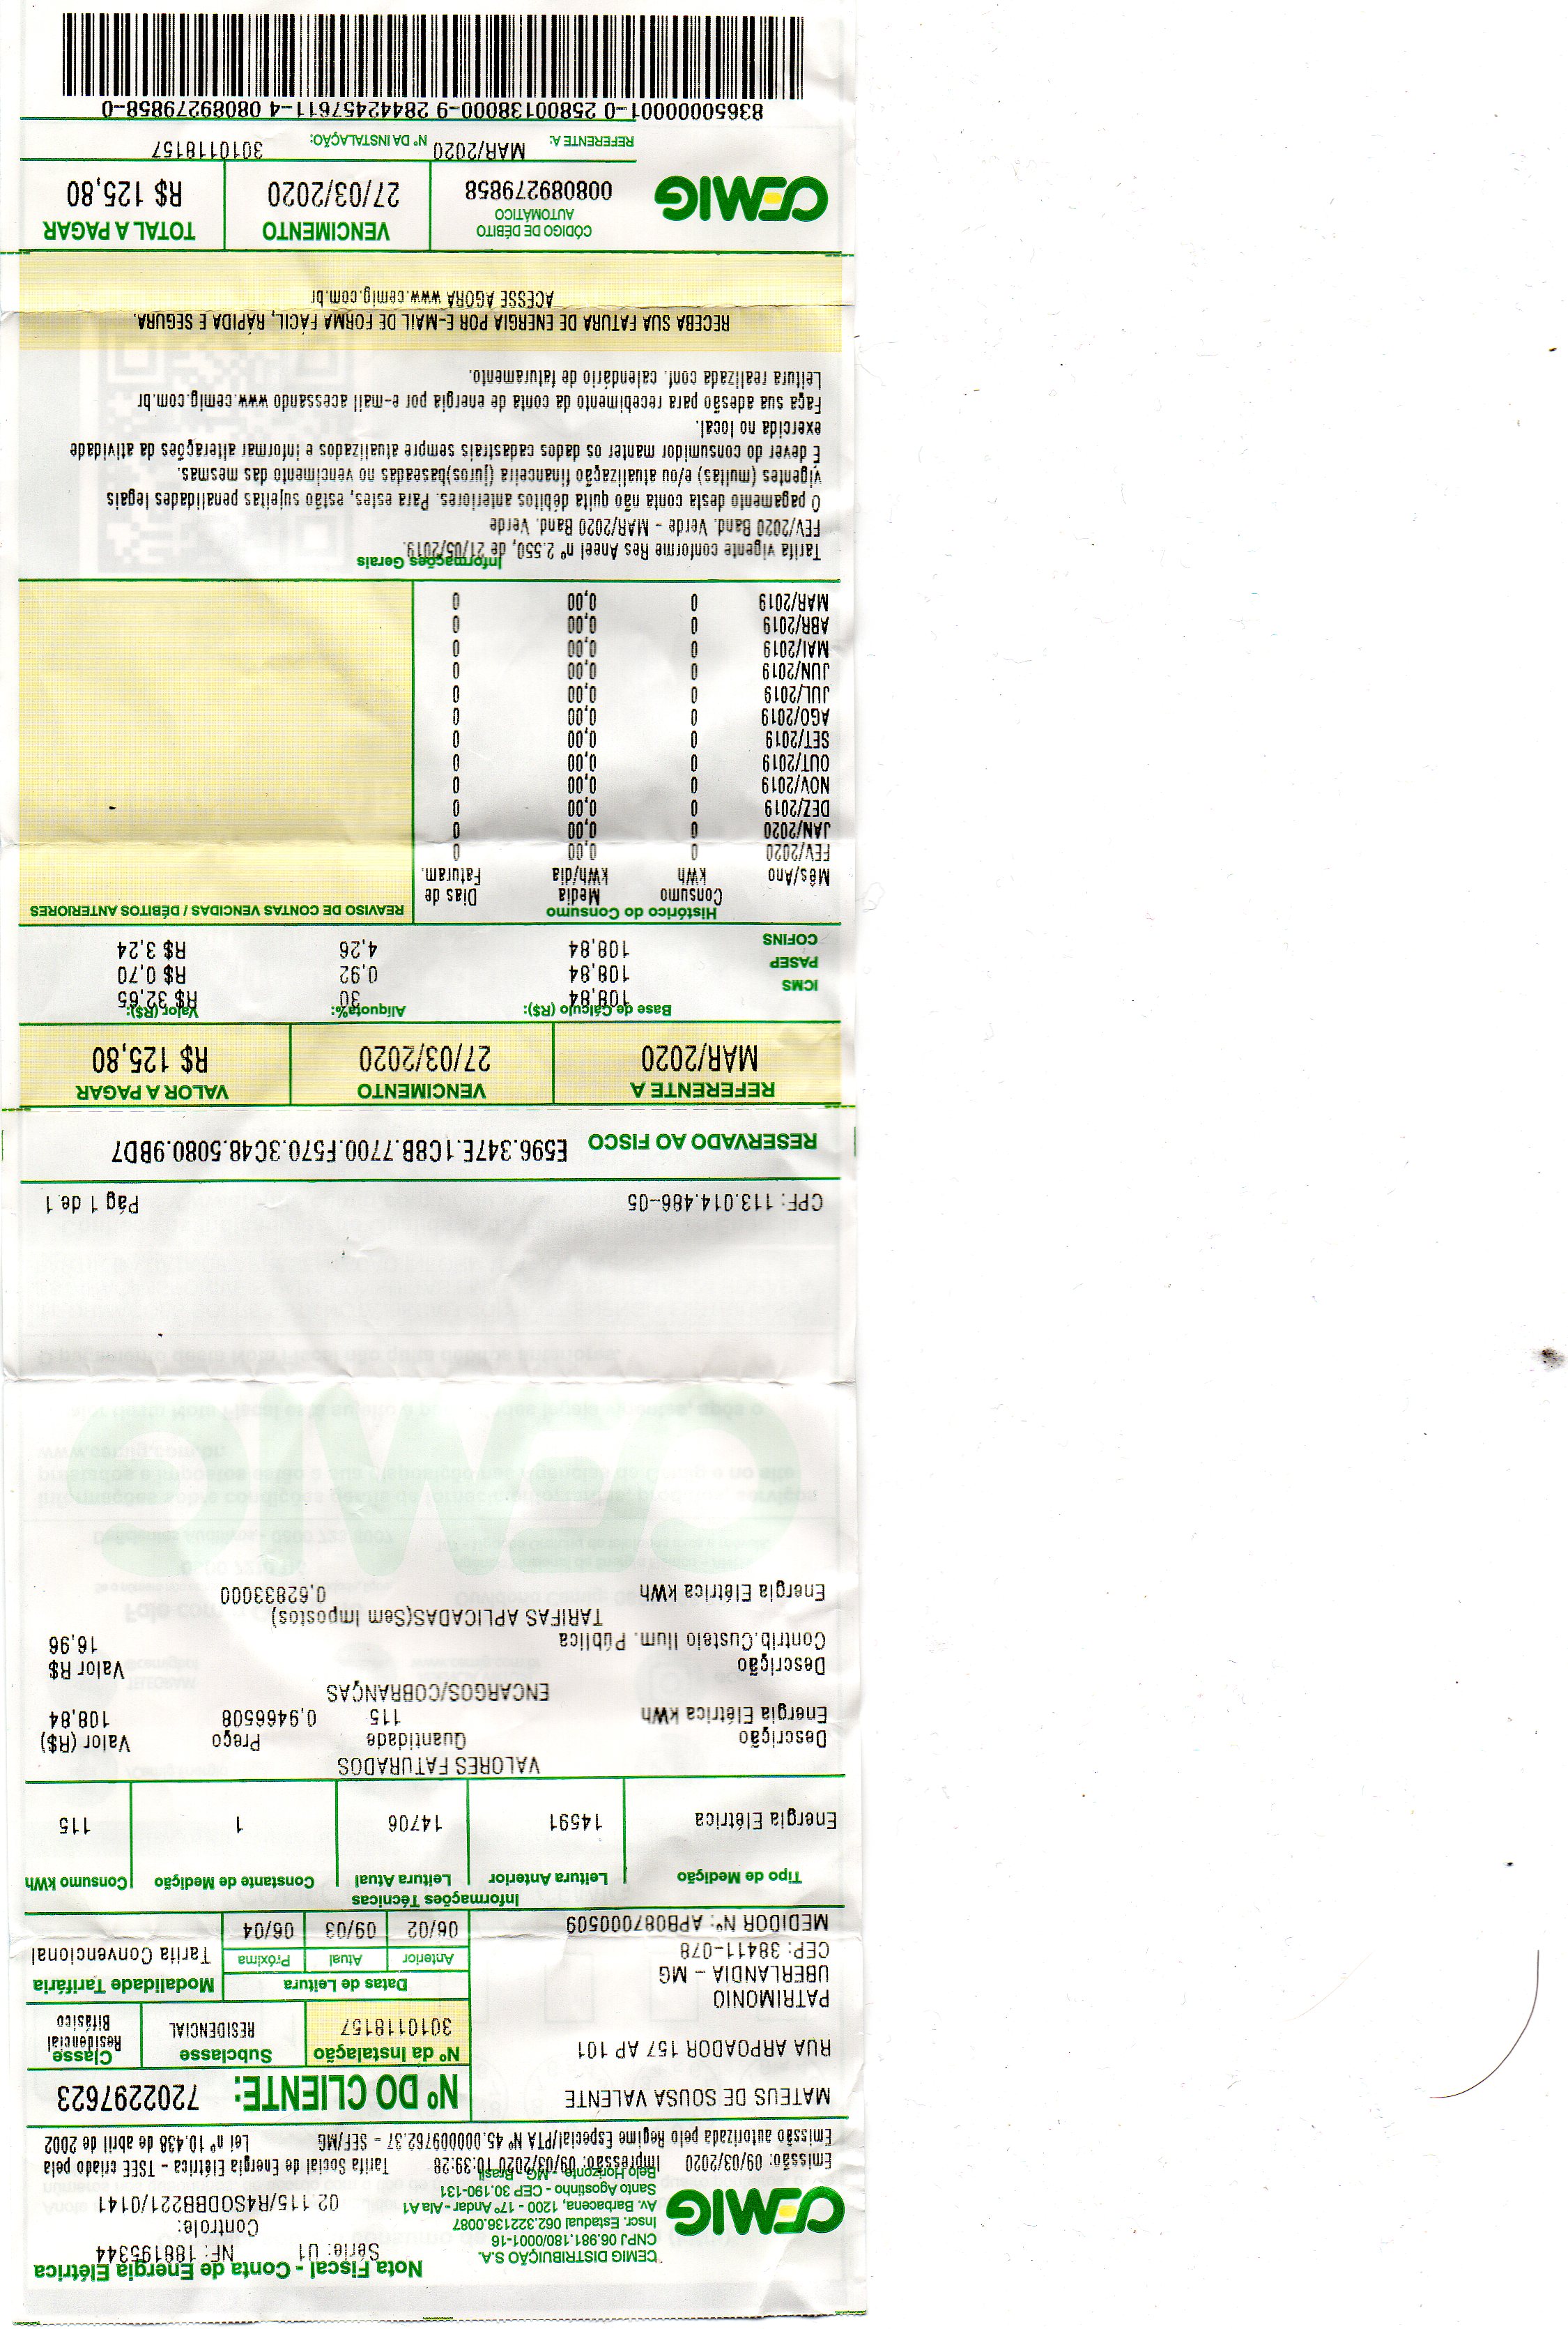 Nota Fiscal - Conta de Energia Elétrica
Série: U1 NF: 188195344
Controle:
02 115/R4SODBB221/01/0141
CEMIG
CEMIG DISTRIBUIÇÃO S.A.
CNPJ 06.981.180/0001-16
Inscr. Estadual 062.322136.0087
Av. Barbacena, 1200 - 17º Andar - Ala A1
Santo Agostinho - CEP 30.190-131
Belo Horizonte - MG - Brasil
Emissão: 09/03/2020 Impressão: 09/03/2020 10:39:28 Tarifa Social de Energia Elétrica - TSEE criado pela
Emissão autorizada pelo Regime Especial/PTA Nº 45.000009762.37 - SEF/MG Lei nº 10.438 de abril de 2002
MATEUS DE SOUSA VALENTE
RUA ARPOADOR 157 AP 101
PATRIMONIO
UBERLANDIA - MG
CEP: 38411-078
MEDIDOR Nº: APB087000509
Nº DO CLIENTE: 7202297623
Nº da Instalação Subclasse Classe
3010118157 RESIDENCIAL Residencial
Bifásico
Datas de Leitura Modalidade Tarifária
Anterior Atual Próxima Tarifa Convencional
06/02 09/03 06/04
Informações Técnicas
Tipo de Medição Leitura Anterior Leitura Atual Constante de Medição Consumo kWh
Energia Elétrica 14591 14706 1 115
VALORES FATURADOS
Descrição Quantidade Preço Valor (R$)
Energia Elétrica kWh 115 0,9466508 108,84
ENCARGOS/COBRANÇAS
Descrição Valor R$
Contrib.Custeio Ilum. Pública 16,96
TARIFAS APLICADAS(Sem Impostos)
Energia Elétrica kWh 0,62833000
CPF: 113.014.486-05 Pág 1 de 1
RESERVADO AO FISCO E596.347E.1C8B.7700.F570.3C48.5080.9BD7
REFERENTE A VENCIMENTO VALOR A PAGAR
MAR/2020 27/03/2020 R$ 125,80
Base de Cálculo (R$): Alíquota%: Valor (R$):
ICMS 108,84 30 R$ 32,65
PASEP 108,84 0,92 R$ 0,70
COFINS 108,84 4,26 R$ 3,24
Histórico do Consumo REAVISO DE CONTAS VENCIDAS / DÉBITOS ANTERIORES
Mês/Ano Consumo kWh Média kWh/dia Dias de Faturam.
FEV/2020 0 0,00 0
JAN/2020 0 0,00 0
DEZ/2019 0 0,00 0
NOV/2019 0 0,00 0
OUT/2019 0 0,00 0
SET/2019 0 0,00 0
AGO/2019 0 0,00 0
JUL/2019 0 0,00 0
JUN/2019 0 0,00 0
MAI/2019 0 0,00 0
ABR/2019 0 0,00 0
MAR/2019 0 0,00 0
Informações Gerais
Tarifa vigente conforme Res Aneel nº 2.550, de 21/05/2019.
FEV/2020 Band. Verde - MAR/2020 Band. Verde
O pagamento desta conta não quita débitos anteriores. Para estes, estão sujeitas penalidades legais
vigentes (multas) e/ou atualização financeira (juros)baseadas no vencimento das mesmas.
É dever do consumidor manter os dados cadastrais sempre atualizados e informar alterações da atividade
exercida no local.
Faça sua adesão para recebimento da conta de energia por e-mail acessando www.cemig.com.br
Leitura realizada conf. calendário de faturamento.
RECEBA SUA FATURA DE ENERGIA POR E-MAIL DE FORMA FÁCIL, RÁPIDA E SEGURA.
ACESSE AGORA www.cemig.com.br
CEMIG
CÓDIGO DE DÉBITO
AUTOMÁTICO
008089279858
VENCIMENTO
27/03/2020
TOTAL A PAGAR
R$ 125,80
REFERENTE A: MAR/2020 Nº DA INSTALAÇÃO: 3010118157
83650000001-0 25800138000-9 28442457611-4 08089279858-0